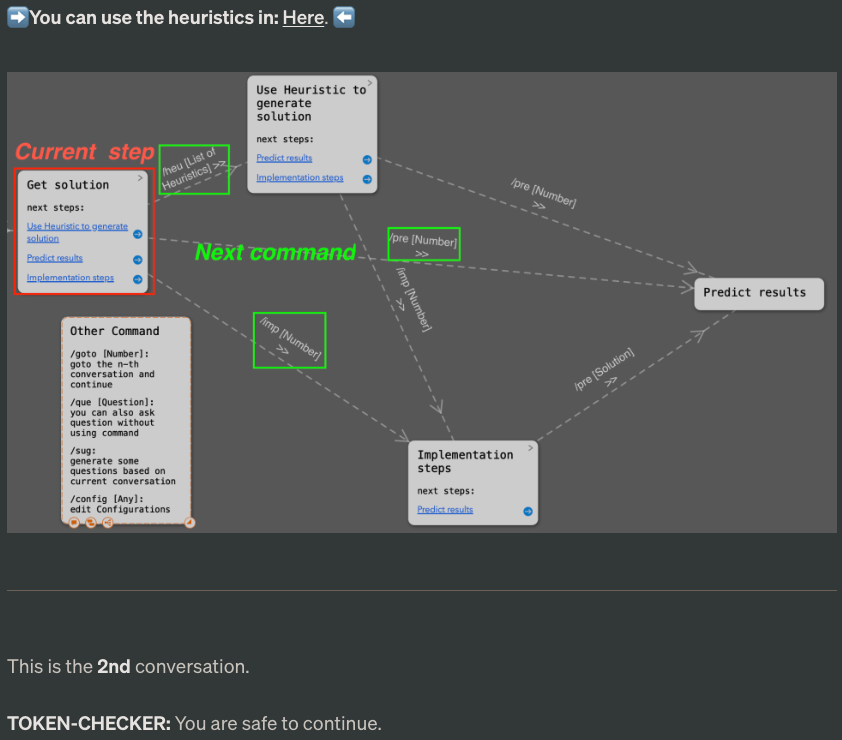 ➡️You can use the heuristics in: Here. ⬅️
Use Heuristic to
generate
solution
next steps:
Predict results
Implementation steps
Current step
/heu [List of
Heuristics] >>
Get solution
next steps:
Use Heuristic to generate
solution
Predict results
Implementation steps
/pre [Number]
>>
Next command
/pre [Number]
>>
/imp [Number]
>>
/imp [Number]
>>
Predict results
Other Command
/goto [Number]:
goto the n-th
conversation and
continue
/que [Question]:
you can also ask
question without
using command
/sug:
generate some
questions based on
current conversation
/config [Any]:
edit Configurations
/pre [Solution]
>>
Implementation
steps
next steps:
Predict results
This is the 2nd conversation.
TOKEN-CHECKER: You are safe to continue.